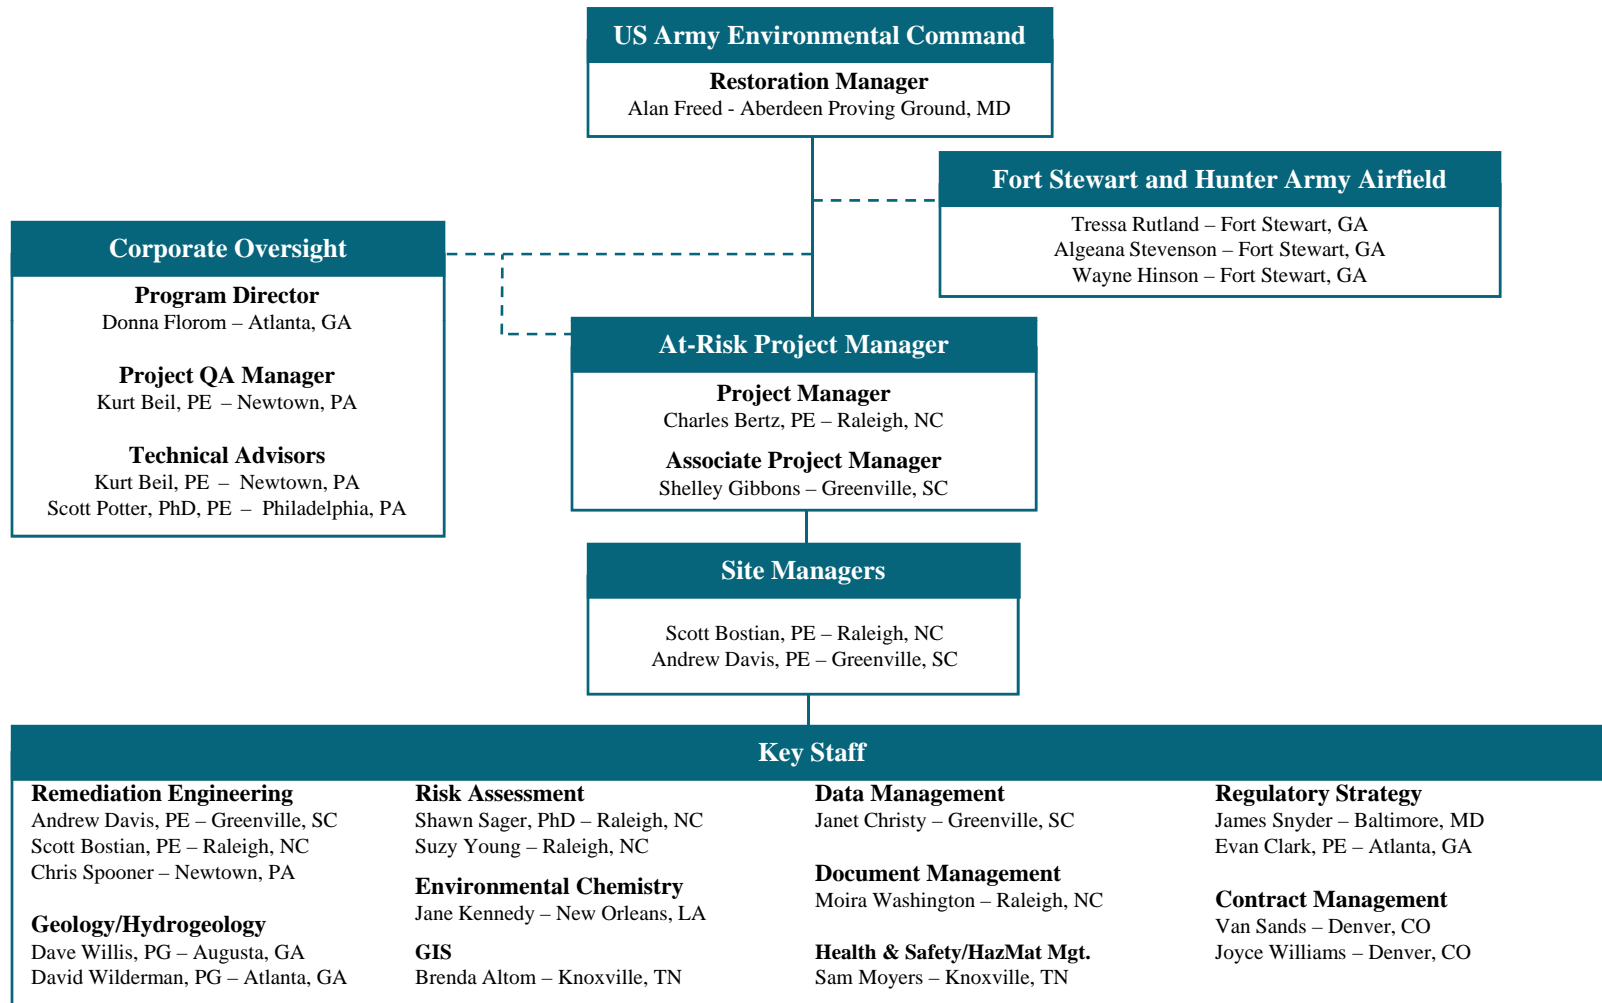 US Army Environmental Command
Restoration Manager
Alan Freed - Aberdeen Proving Ground, MD
Fort Stewart and Hunter Army Airfield
Tressa Rutland – Fort Stewart, GA
Algeana Stevenson – Fort Stewart, GA
Wayne Hinson – Fort Stewart, GA
Corporate Oversight
Program Director
Donna Florom – Atlanta, GA
Project QA Manager
Kurt Beil, PE – Newtown, PA
Technical Advisors
Kurt Beil, PE – Newtown, PA
Scott Potter, PhD, PE – Philadelphia, PA
At-Risk Project Manager
Project Manager
Charles Bertz, PE – Raleigh, NC
Associate Project Manager
Shelley Gibbons – Greenville, SC
Site Managers
Scott Bostian, PE – Raleigh, NC
Andrew Davis, PE – Greenville, SC
Key Staff
Remediation Engineering
Andrew Davis, PE – Greenville, SC
Scott Bostian, PE – Raleigh, NC
Chris Spooner – Newtown, PA
Geology/Hydrogeology
Dave Willis, PG – Augusta, GA
David Wilderman, PG – Atlanta, GA
Risk Assessment
Shawn Sager, PhD – Raleigh, NC
Suzy Young – Raleigh, NC
Environmental Chemistry
Jane Kennedy – New Orleans, LA
GIS
Brenda Altom – Knoxville, TN
Data Management
Janet Christy – Greenville, SC
Document Management
Moira Washington – Raleigh, NC
Health & Safety/HazMat Mgt.
Sam Moyers – Knoxville, TN
Regulatory Strategy
James Snyder – Baltimore, MD
Evan Clark, PE – Atlanta, GA
Contract Management
Van Sands – Denver, CO
Joyce Williams – Denver, CO